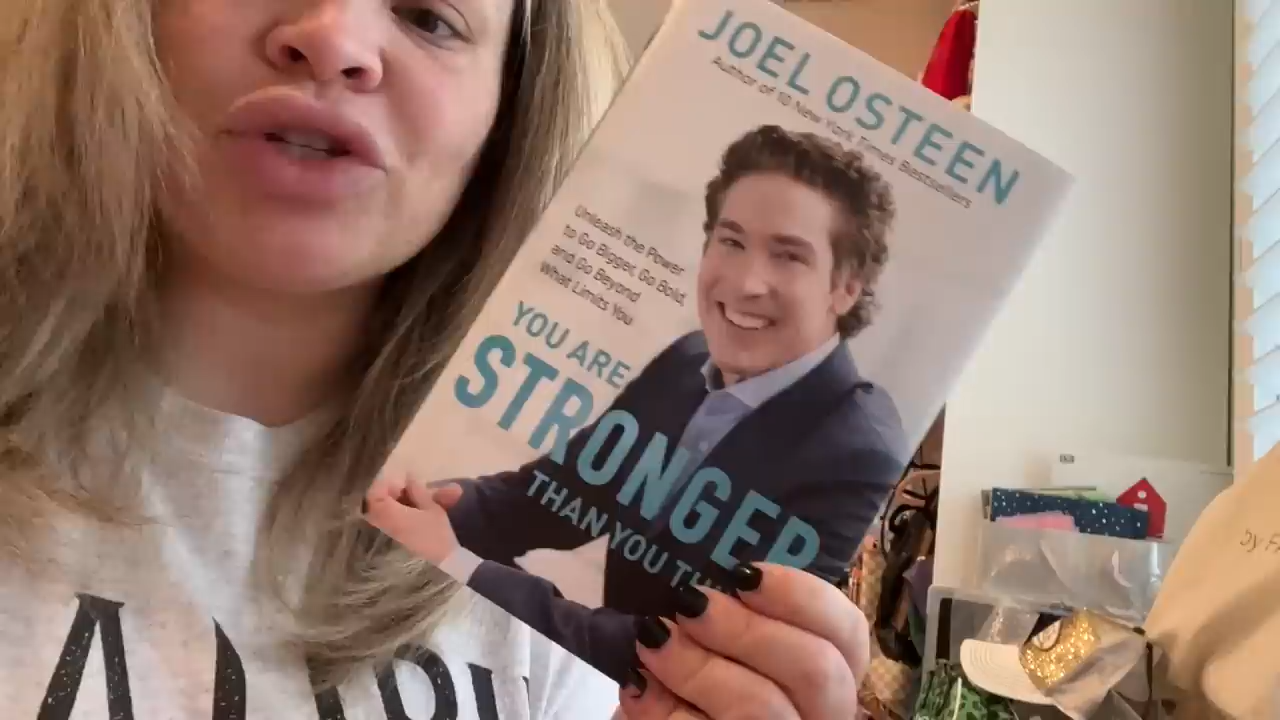 JOEL OSTEEN
Author of 10 New York Times Bestsellers
Unleash the Power
to Go Bigger, Go Bold,
and Go Beyond
What Limits You
YOU ARE
STRONGER
THAN YOU
by